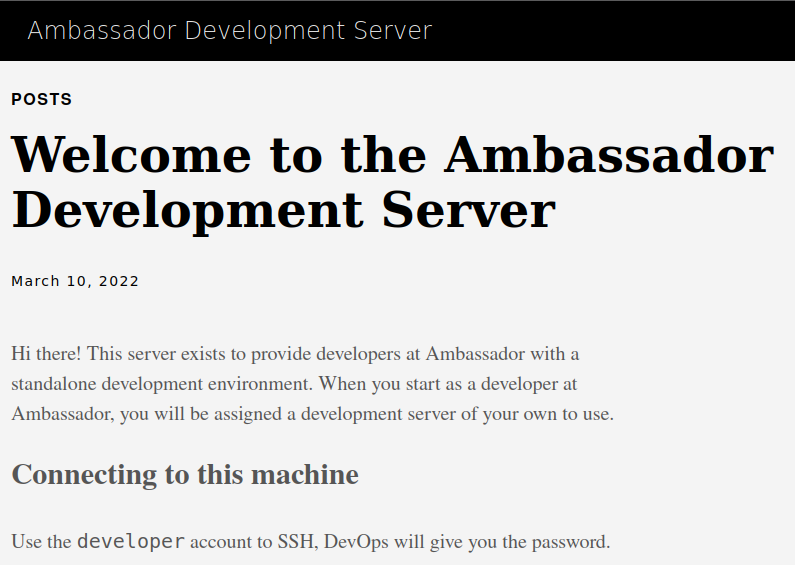 Ambassador Development Server
POSTS
Welcome to the Ambassador
Development Server
March 10, 2022
Hi there! This server exists to provide developers at Ambassador with a
standalone development environment. When you start as a developer at
Ambassador, you will be assigned a development server of your own to use.
Connecting to this machine
Use the developer account to SSH, DevOps will give you the password.